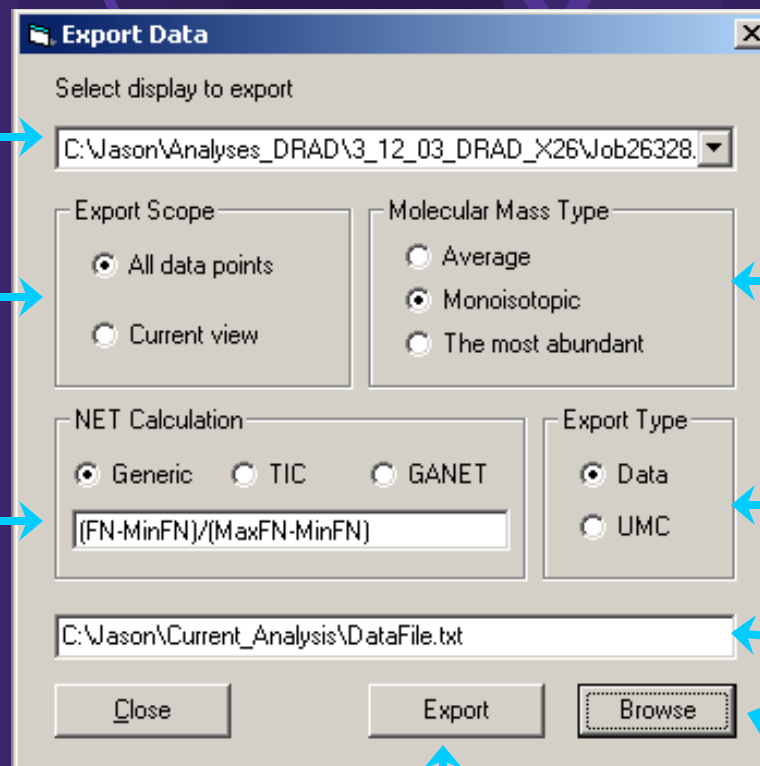 Export Data
Select display to export
C:\Jason\Analyses_DRAD\3_12_03_DRAD_X26\Job26328.
Export Scope
All data points
Current view
Molecular Mass Type
Average
Monoisotopic
The most abundant
NET Calculation
Generic TIC GANET
(FN-MinFN)/(MaxFN-MinFN)
Export Type
Data
UMC
C:\Jason\Current_Analysis\DataFile.txt
Close Export Browse